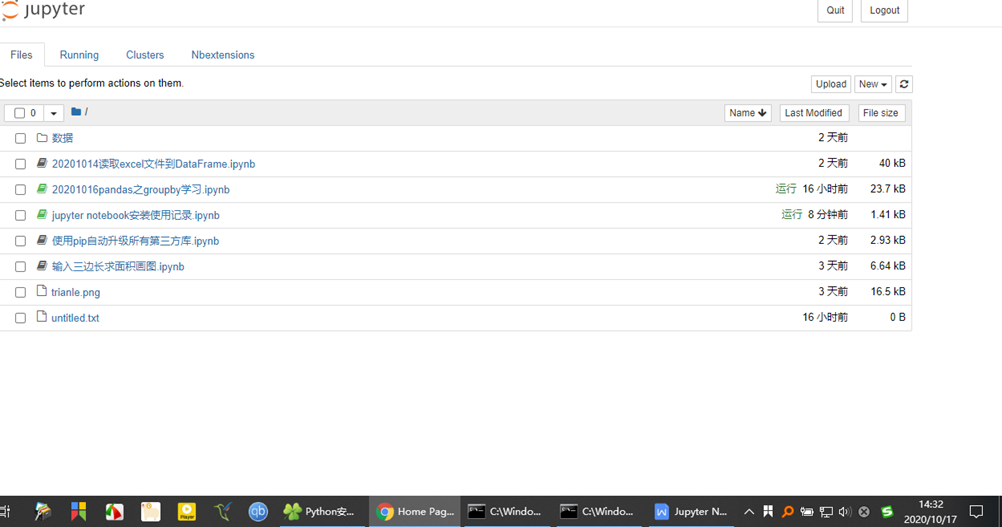 jupyter
Quit Logout
Files Running Clusters Nbextensions
Select items to perform actions on them.
Upload New
0 / Name Last Modified File size
数据 2 天前
20201014读取excel文件到DataFrame.ipynb 2 天前 40 kB
20201016pandas之groupby学习.ipynb 运行 16 小时前 23.7 kB
jupyter notebook安装使用记录.ipynb 运行 8 分钟前 1.41 kB
使用pip自动升级所有第三方库.ipynb 2 天前 2.93 kB
输入三边长求面积画图.ipynb 3 天前 6.64 kB
trianle.png 3 天前 16.5 kB
untitled.txt 16 小时前 0 B
Python安... Home Pag... C:\Windo... C:\Windo... Jupyter N... 14:32
2020/10/17